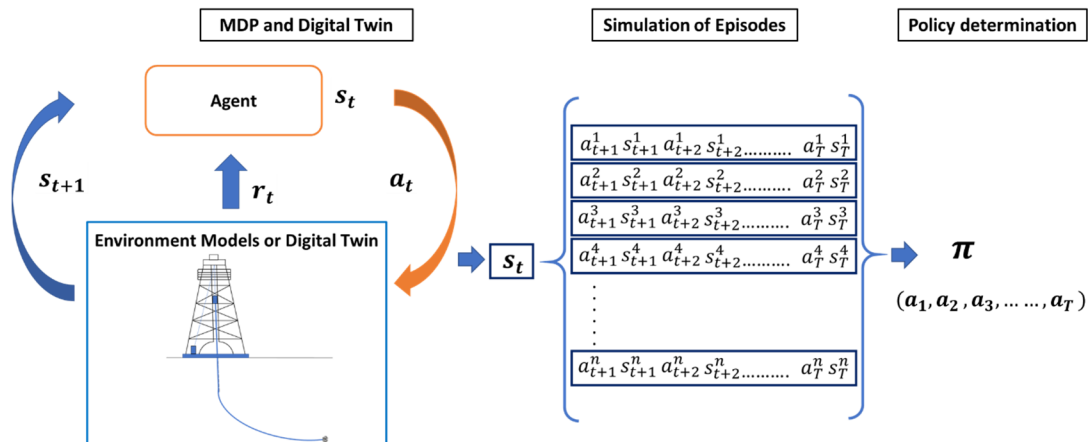 MDP and Digital Twin
Simulation of Episodes
Policy determination
Agent
s_t
s_{t+1}
r_t
a_t
Environment Models or Digital Twin
s_t
a^1_{t+1} s^1_{t+1} a^1_{t+2} s^1_{t+2}.......... a^1_T s^1_T
a^2_{t+1} s^2_{t+1} a^2_{t+2} s^2_{t+2}.......... a^2_T s^2_T
a^3_{t+1} s^3_{t+1} a^3_{t+2} s^3_{t+2}.......... a^3_T s^3_T
a^4_{t+1} s^4_{t+1} a^4_{t+2} s^4_{t+2}.......... a^4_T s^4_T
a^n_{t+1} s^n_{t+1} a^n_{t+2} s^n_{t+2}.......... a^n_T s^n_T
π
(a_1, a_2, a_3, … …, a_T)